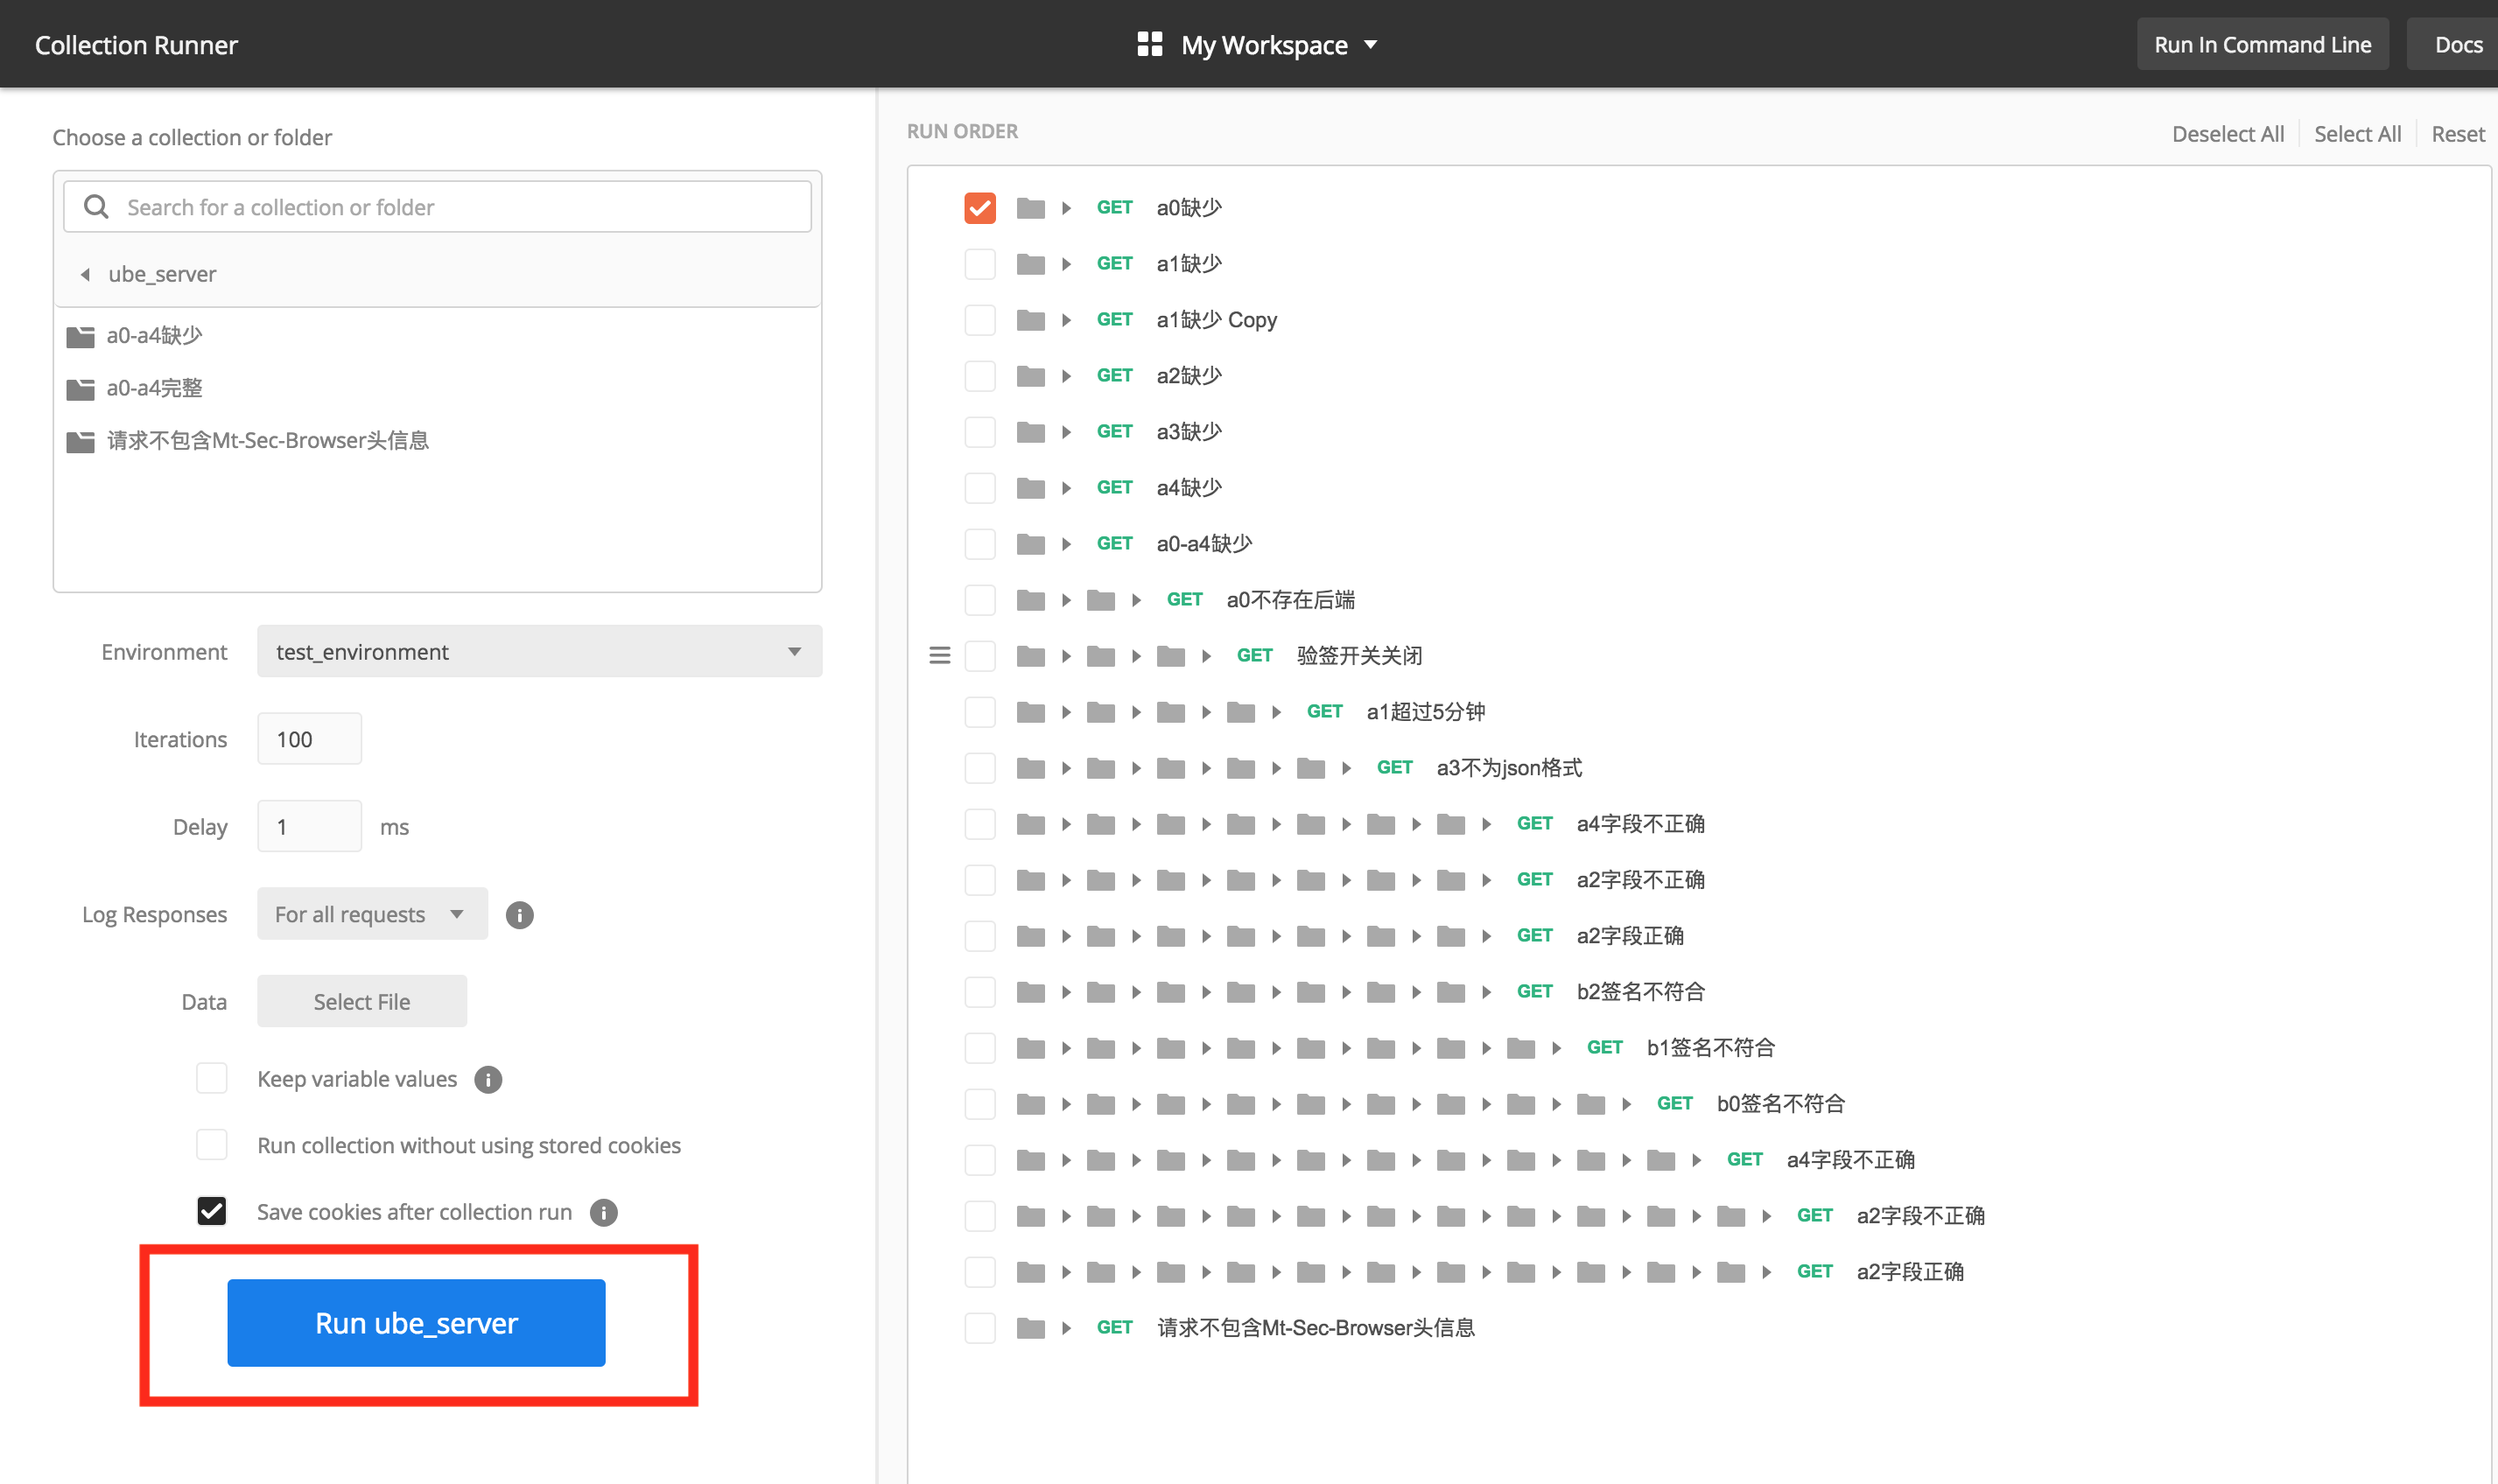 Collection Runner
My Workspace
Run In Command Line
Docs
Choose a collection or folder
Search for a collection or folder
ube_server
a0-a4缺少
a0-a4完整
请求不包含Mt-Sec-Browser头信息
Environment
test_environment
Iterations
100
Delay
1
ms
Log Responses
For all requests
Data
Select File
Keep variable values
Run collection without using stored cookies
Save cookies after collection run
Run ube_server
RUN ORDER
Deselect All
Select All
Reset
GET a0缺少
GET a1缺少
GET a1缺少 Copy
GET a2缺少
GET a3缺少
GET a4缺少
GET a0-a4缺少
GET a0不存在后端
GET 验签开关关闭
GET a1超过5分钟
GET a3不为json格式
GET a4字段不正确
GET a2字段不正确
GET a2字段正确
GET b2签名不符合
GET b1签名不符合
GET b0签名不符合
GET a4字段不正确
GET a2字段不正确
GET a2字段正确
GET 请求不包含Mt-Sec-Browser头信息